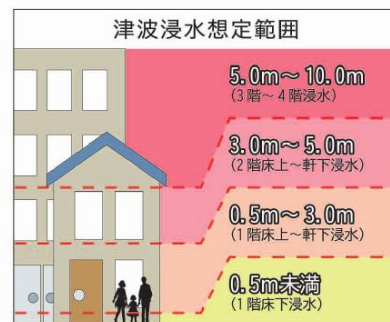 津波浸水想定範囲
5.0m～10.0m
(3階～4階浸水)
3.0m～5.0m
(2階床上～軒下浸水)
0.5m～3.0m
(1階床上～軒下浸水)
0.5m未満
(1階床下浸水)